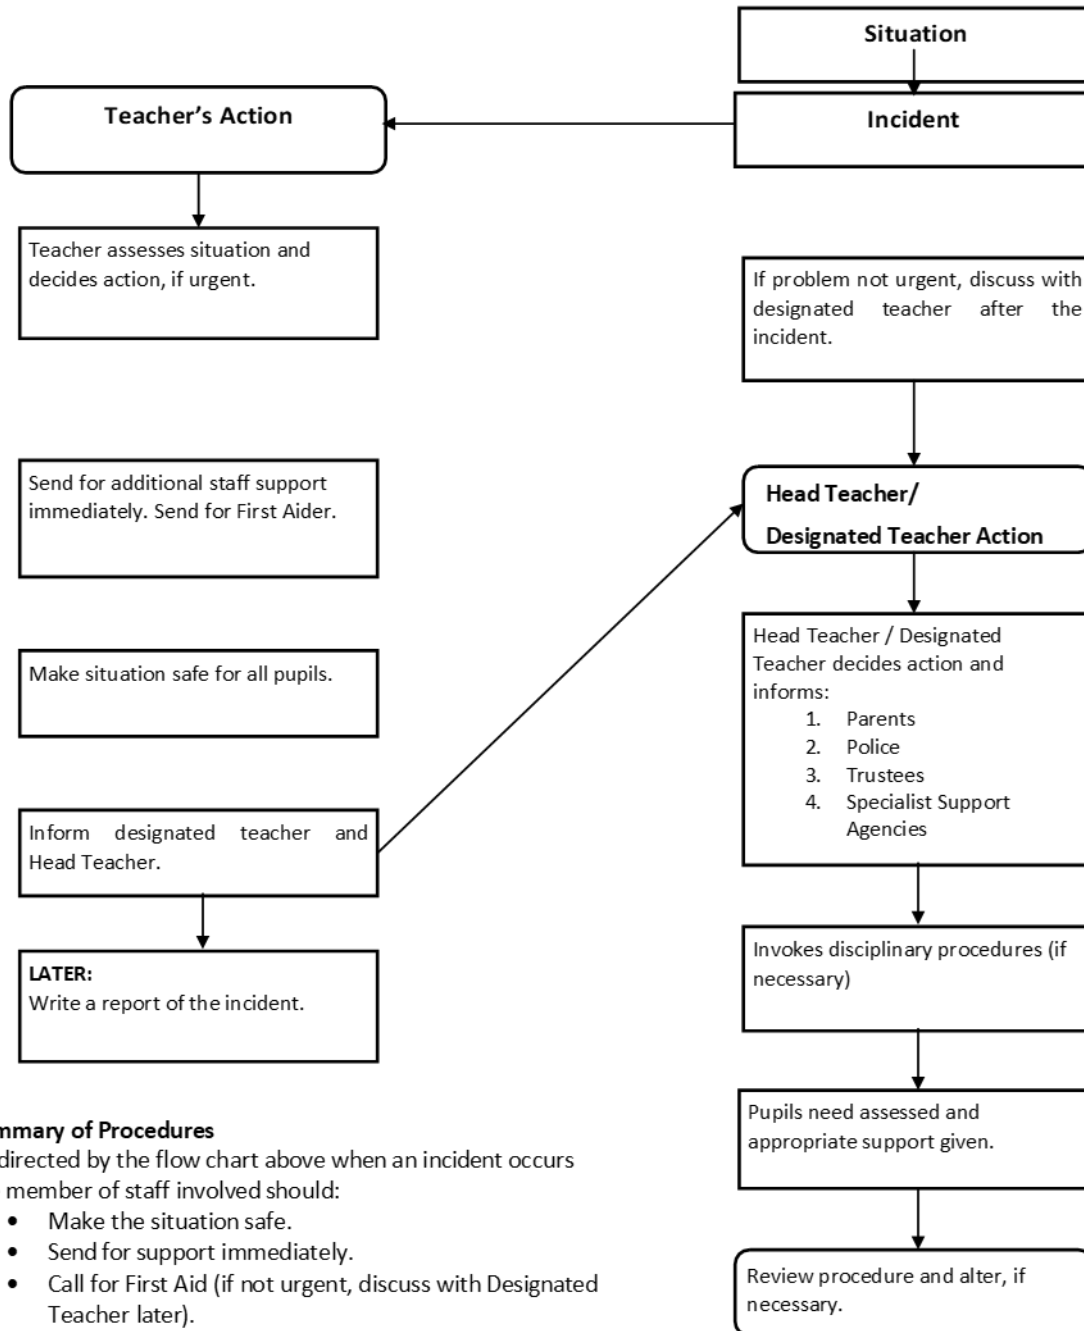 Situation
Teacher's Action
Incident
Teacher assesses situation and
decides action, if urgent.
If problem not urgent, discuss with
designated teacher after the
incident.
Send for additional staff support
immediately. Send for First Aider.
Head Teacher/
Designated Teacher Action
Make situation safe for all pupils.
Head Teacher / Designated
Teacher decides action and
informs:
1. Parents
2. Police
3. Trustees
4. Specialist Support
Agencies
Inform designated teacher and
Head Teacher.
LATER:
Write a report of the incident.
Invokes disciplinary procedures (if
necessary)
Pupils need assessed and
appropriate support given.
Review procedure and alter, if
necessary.
mmary of Procedures
directed by the flow chart above when an incident occurs
member of staff involved should:
• Make the situation safe.
• Send for support immediately.
• Call for First Aid (if not urgent, discuss with Designated
Teacher later).